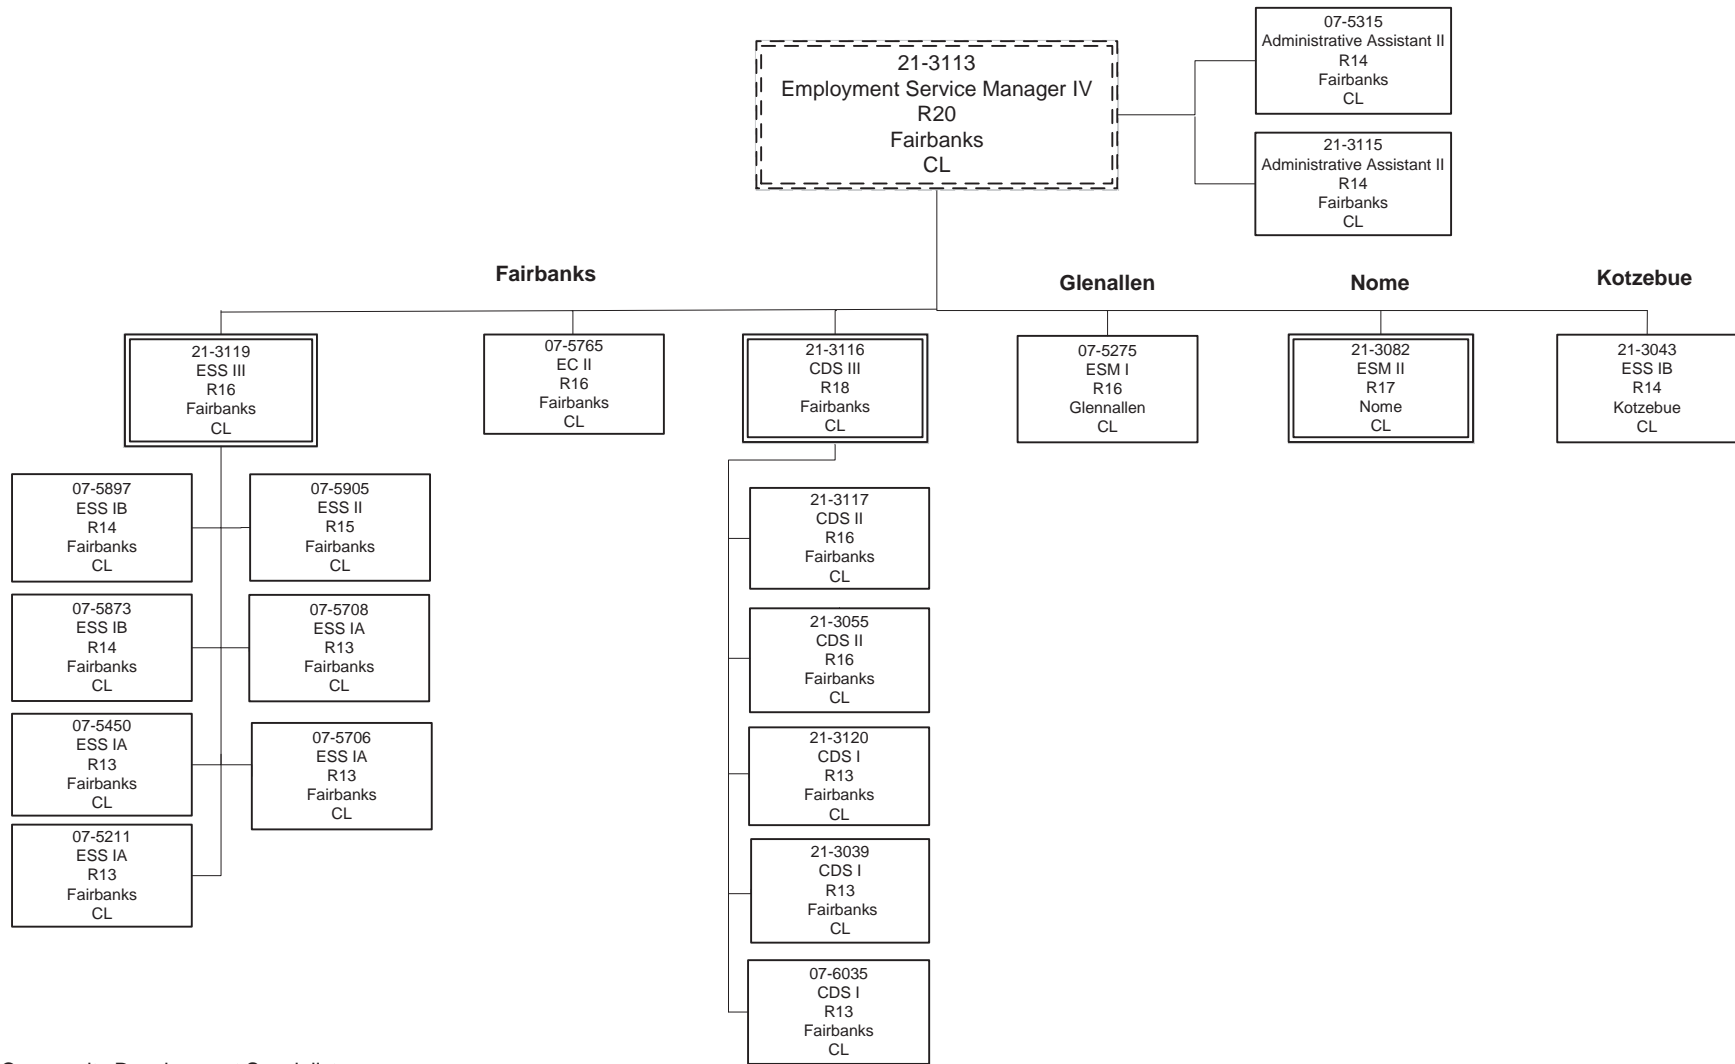 21-3113
Employment Service Manager IV
R20
Fairbanks
CL
07-5315
Administrative Assistant II
R14
Fairbanks
CL
21-3115
Administrative Assistant II
R14
Fairbanks
CL
Fairbanks
Glenallen
Nome
Kotzebue
21-3119
ESS III
R16
Fairbanks
CL
07-5765
EC II
R16
Fairbanks
CL
21-3116
CDS III
R18
Fairbanks
CL
07-5275
ESM I
R16
Glennallen
CL
21-3082
ESM II
R17
Nome
CL
21-3043
ESS IB
R14
Kotzebue
CL
07-5897
ESS IB
R14
Fairbanks
CL
07-5905
ESS II
R15
Fairbanks
CL
07-5873
ESS IB
R14
Fairbanks
CL
07-5708
ESS IA
R13
Fairbanks
CL
07-5450
ESS IA
R13
Fairbanks
CL
07-5706
ESS IA
R13
Fairbanks
CL
07-5211
ESS IA
R13
Fairbanks
CL
21-3117
CDS II
R16
Fairbanks
CL
21-3055
CDS II
R16
Fairbanks
CL
21-3120
CDS I
R13
Fairbanks
CL
21-3039
CDS I
R13
Fairbanks
CL
07-6035
CDS I
R13
Fairbanks
CL